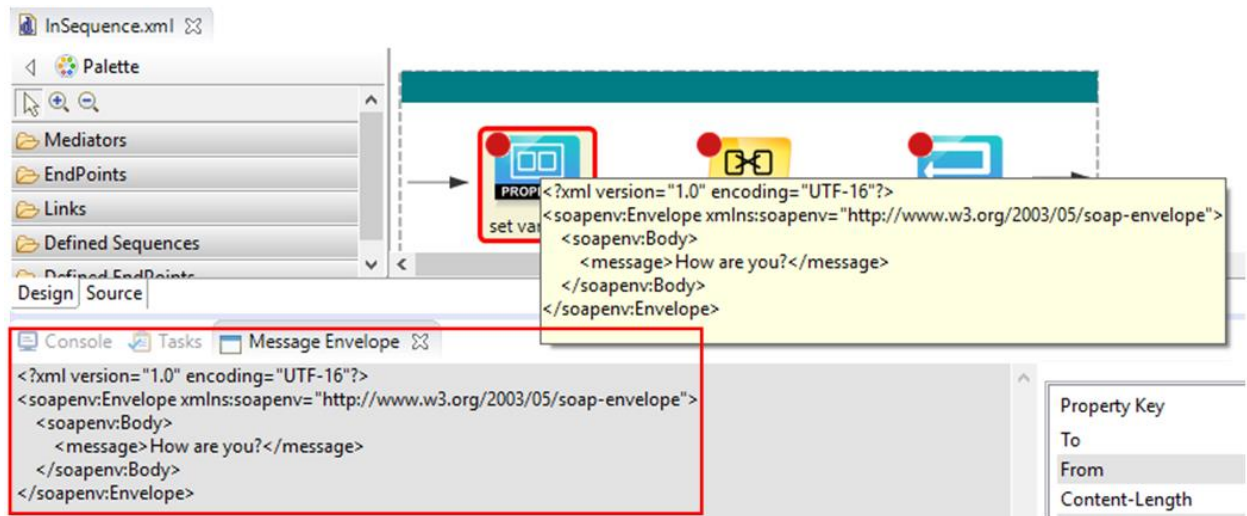 InSequence.xml
Palette
Mediators
EndPoints
Links
Defined Sequences
Defined EndPoints
Design Source
set var
<?xml version="1.0" encoding="UTF-16"?>
<soapenv:Envelope xmlns:soapenv="http://www.w3.org/2003/05/soap-envelope">
<soapenv:Body>
<message>How are you?</message>
</soapenv:Body>
</soapenv:Envelope>
Console Tasks Message Envelope
<?xml version="1.0" encoding="UTF-16"?>
<soapenv:Envelope xmlns:soapenv="http://www.w3.org/2003/05/soap-envelope">
<soapenv:Body>
<message>How are you?</message>
</soapenv:Body>
</soapenv:Envelope>
Property Key
To
From
Content-Length